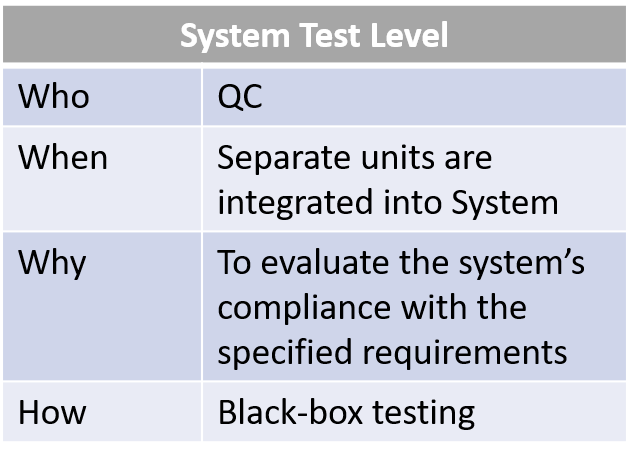 System Test Level
Who QC
When Separate units are
integrated into System
Why To evaluate the system’s
compliance with the
specified requirements
How Black-box testing